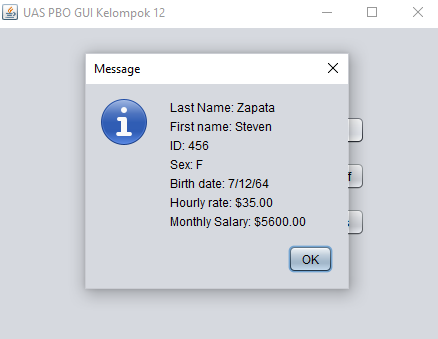 UAS PBO GUI Kelompok 12
Message
Last Name: Zapata
First name: Steven
ID: 456
Sex: F
Birth date: 7/12/64
Hourly rate: $35.00
Monthly Salary: $5600.00
OK